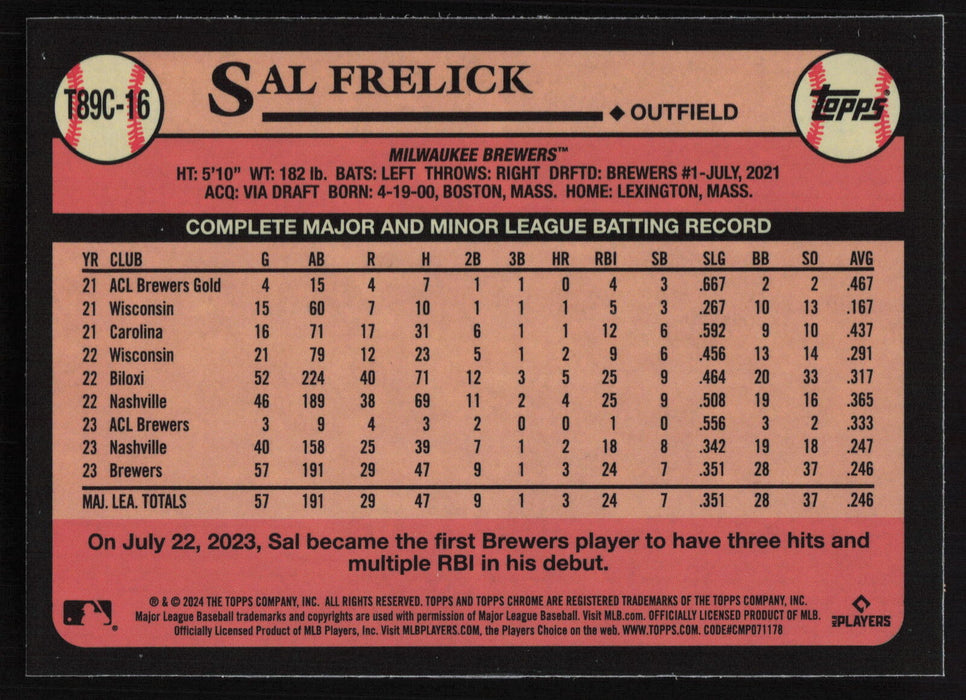 T89C-16
SAL FRELICK
OUTFIELD
Topps®
MILWAUKEE BREWERS™
HT: 5'10" WT: 182 lb. BATS: LEFT THROWS: RIGHT DRFTD: BREWERS #1-JULY, 2021
ACQ: VIA DRAFT BORN: 4-19-00, BOSTON, MASS. HOME: LEXINGTON, MASS.
COMPLETE MAJOR AND MINOR LEAGUE BATTING RECORD
YR CLUB G AB R H 2B 3B HR RBI SB SLG BB SO AVG
21 ACL Brewers Gold 4 15 4 7 1 1 0 4 3 .667 2 2 .467
21 Wisconsin 15 60 7 10 1 1 1 5 3 .267 10 13 .167
21 Carolina 16 71 17 31 6 1 1 12 6 .592 9 10 .437
22 Wisconsin 21 79 12 23 5 1 2 9 6 .456 13 14 .291
22 Biloxi 52 224 40 71 12 3 5 25 9 .464 20 33 .317
22 Nashville 46 189 38 69 11 2 4 25 9 .508 19 16 .365
23 ACL Brewers 3 9 4 3 2 0 0 1 0 .556 3 2 .333
23 Nashville 40 158 25 39 7 1 2 18 8 .342 19 18 .247
23 Brewers 57 191 29 47 9 1 3 24 7 .351 28 37 .246
MAJ. LEA. TOTALS 57 191 29 47 9 1 3 24 7 .351 28 37 .246
On July 22, 2023, Sal became the first Brewers player to have three hits and
multiple RBI in his debut.
® & © 2024 THE TOPPS COMPANY, INC. ALL RIGHTS RESERVED. TOPPS AND TOPPS CHROME ARE REGISTERED TRADEMARKS OF THE TOPPS COMPANY, INC.
Major League Baseball trademarks and copyrights are used with permission of Major League Baseball. Visit MLB.com. OFFICIALLY LICENSED PRODUCT OF MLB.
Officially Licensed Product of MLB Players, Inc. Visit MLBPLAYERS.COM, the Players Choice on the web. WWW.TOPPS.COM. CODE#CMP071178
MLB PLAYERS